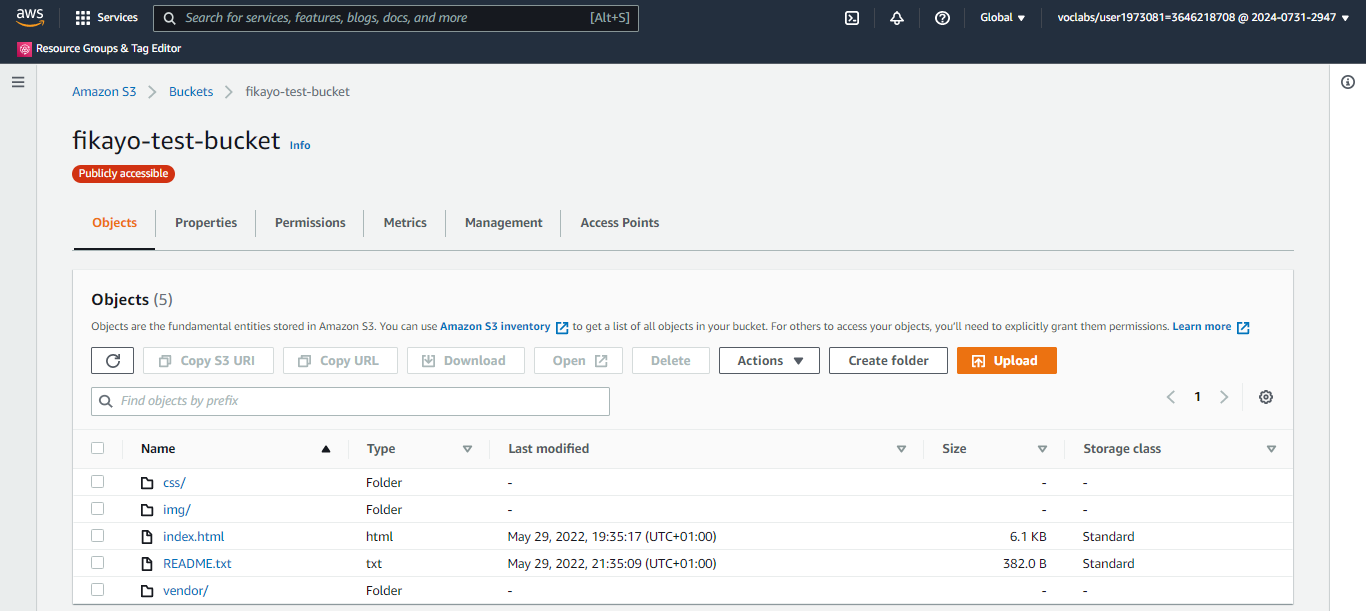 aws Services Search for services, features, blogs, docs, and more [Alt+S] Global voclabs/user1973081=3646218708 @ 2024-0731-2947
Resource Groups & Tag Editor
Amazon S3 Buckets fikayo-test-bucket
fikayo-test-bucket Info
Publicly accessible
Objects Properties Permissions Metrics Management Access Points
Objects (5)
Objects are the fundamental entities stored in Amazon S3. You can use Amazon S3 inventory to get a list of all objects in your bucket. For others to access your objects, you'll need to explicitly grant them permissions. Learn more
Copy S3 URI Copy URL Download Open Delete Actions Create folder Upload
Find objects by prefix 1
Name Type Last modified Size Storage class
css/ Folder - - -
img/ Folder - - -
index.html html May 29, 2022, 19:35:17 (UTC+01:00) 6.1 KB Standard
README.txt txt May 29, 2022, 21:35:09 (UTC+01:00) 382.0 B Standard
vendor/ Folder - - -